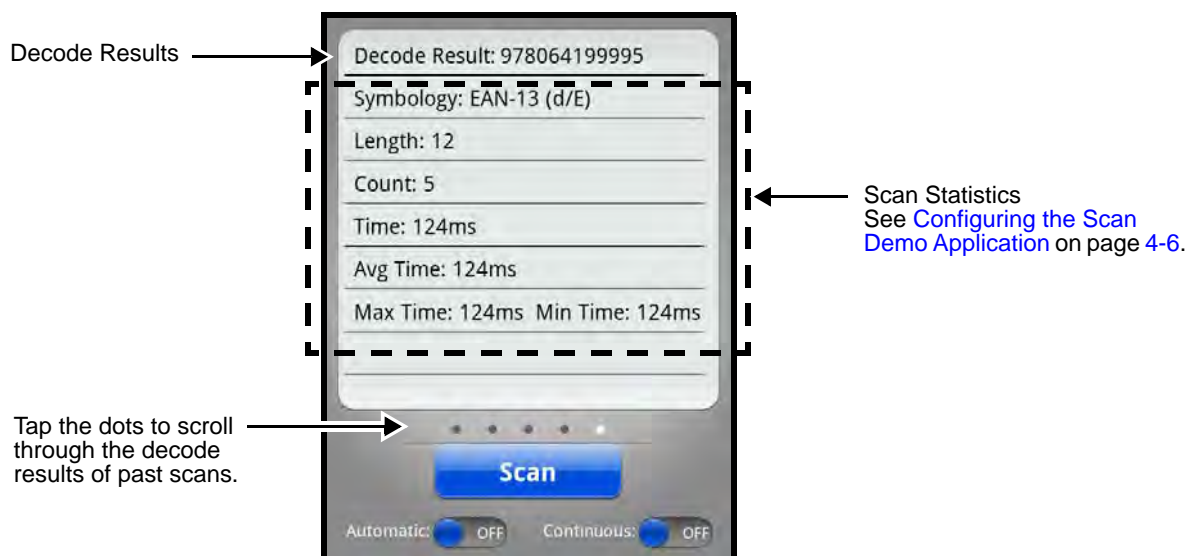 Decode Results
Decode Result: 978064199995
Symbology: EAN-13 (d/E)
Length: 12
Count: 5
Time: 124ms
Avg Time: 124ms
Max Time: 124ms Min Time: 124ms
Scan Statistics
See Configuring the Scan
Demo Application on page 4-6.
Tap the dots to scroll
through the decode
results of past scans.
Scan
Automatic: OFF Continuous: OFF